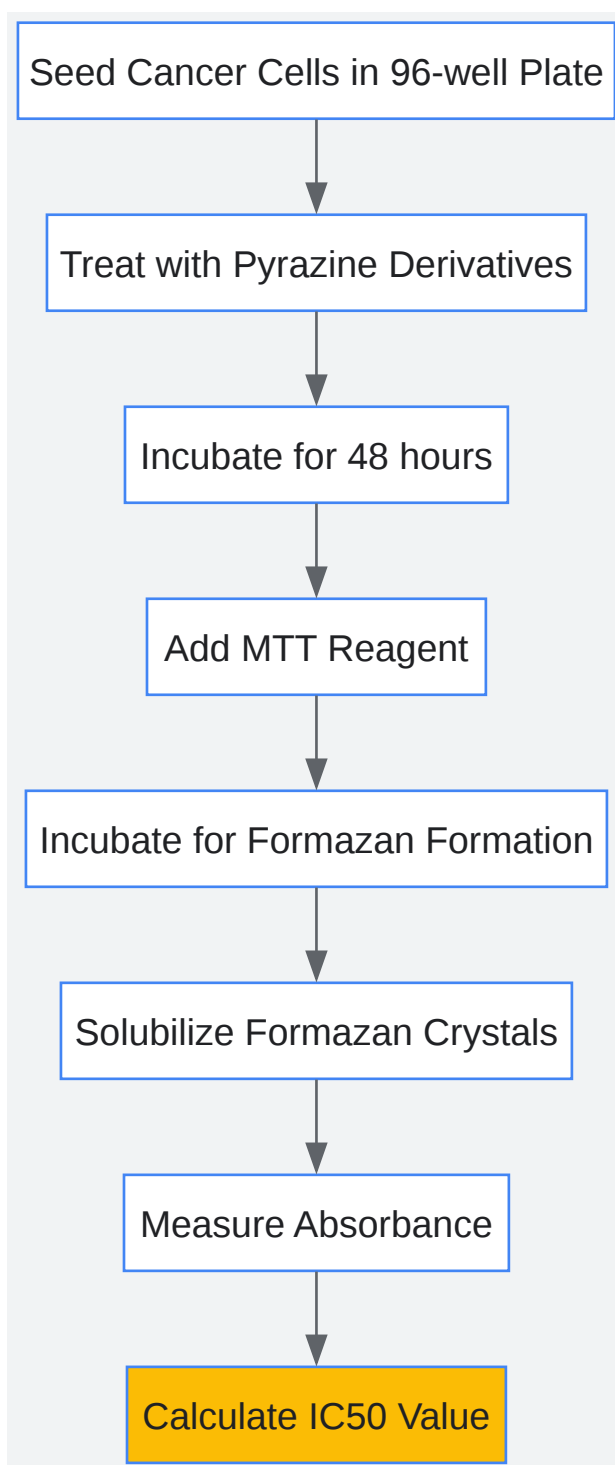 Seed Cancer Cells in 96-well Plate
Treat with Pyrazine Derivatives
Incubate for 48 hours
Add MTT Reagent
Incubate for Formazan Formation
Solubilize Formazan Crystals
Measure Absorbance
Calculate IC50 Value